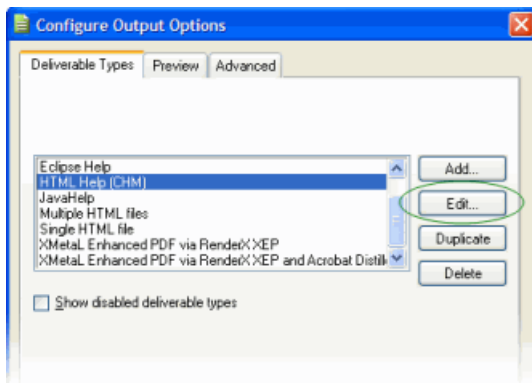 Configure Output Options
Deliverable Types Preview Advanced
Eclipse Help
HTML Help (CHM)
JavaHelp
Multiple HTML files
Single HTML file
XMetaL Enhanced PDF via RenderX XEP
XMetaL Enhanced PDF via RenderX XEP and Acrobat Distill
Add...
Edit...
Duplicate
Delete
Show disabled deliverable types